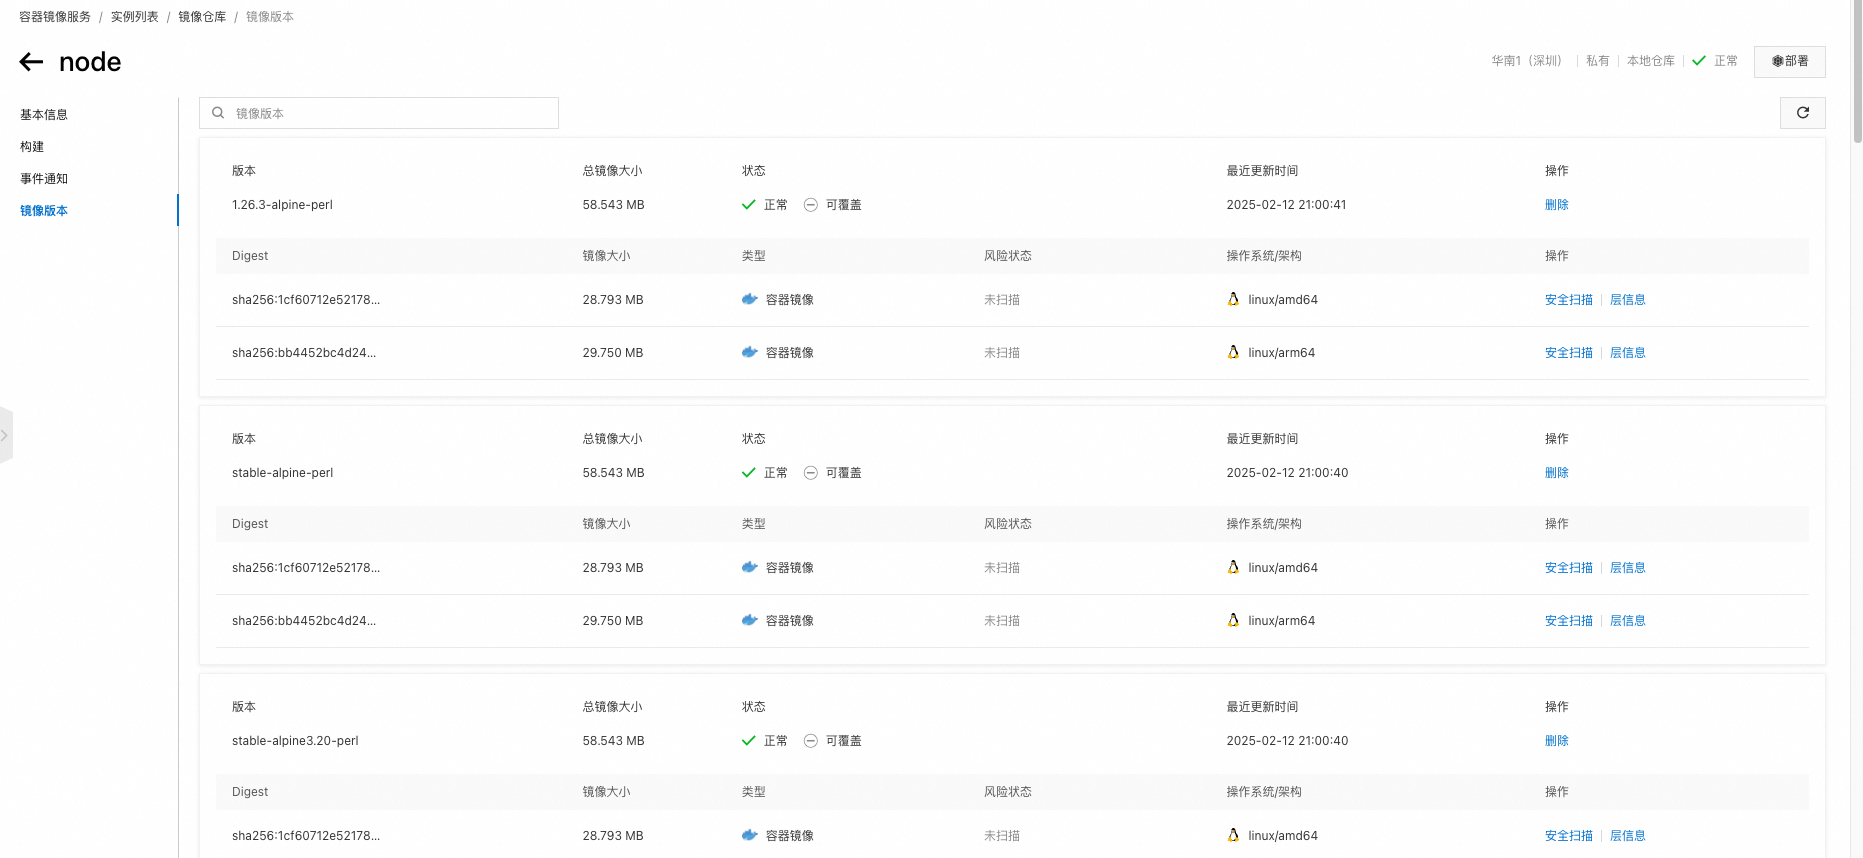 容器镜像服务 / 实例列表 / 镜像仓库 / 镜像版本
node
华南1（深圳） 私有 本地仓库 正常 部署
基本信息
构建
事件通知
镜像版本
镜像版本
版本 总镜像大小 状态 最近更新时间 操作
1.26.3-alpine-perl 58.543 MB 正常 可覆盖 2025-02-12 21:00:41 删除
Digest 镜像大小 类型 风险状态 操作系统/架构 操作
sha256:1cf60712e52178... 28.793 MB 容器镜像 未扫描 linux/amd64 安全扫描 层信息
sha256:bb4452bc4d24... 29.750 MB 容器镜像 未扫描 linux/arm64 安全扫描 层信息
版本 总镜像大小 状态 最近更新时间 操作
stable-alpine-perl 58.543 MB 正常 可覆盖 2025-02-12 21:00:40 删除
Digest 镜像大小 类型 风险状态 操作系统/架构 操作
sha256:1cf60712e52178... 28.793 MB 容器镜像 未扫描 linux/amd64 安全扫描 层信息
sha256:bb4452bc4d24... 29.750 MB 容器镜像 未扫描 linux/arm64 安全扫描 层信息
版本 总镜像大小 状态 最近更新时间 操作
stable-alpine3.20-perl 58.543 MB 正常 可覆盖 2025-02-12 21:00:40 删除
Digest 镜像大小 类型 风险状态 操作系统/架构 操作
sha256:1cf60712e52178... 28.793 MB 容器镜像 未扫描 linux/amd64 安全扫描 层信息